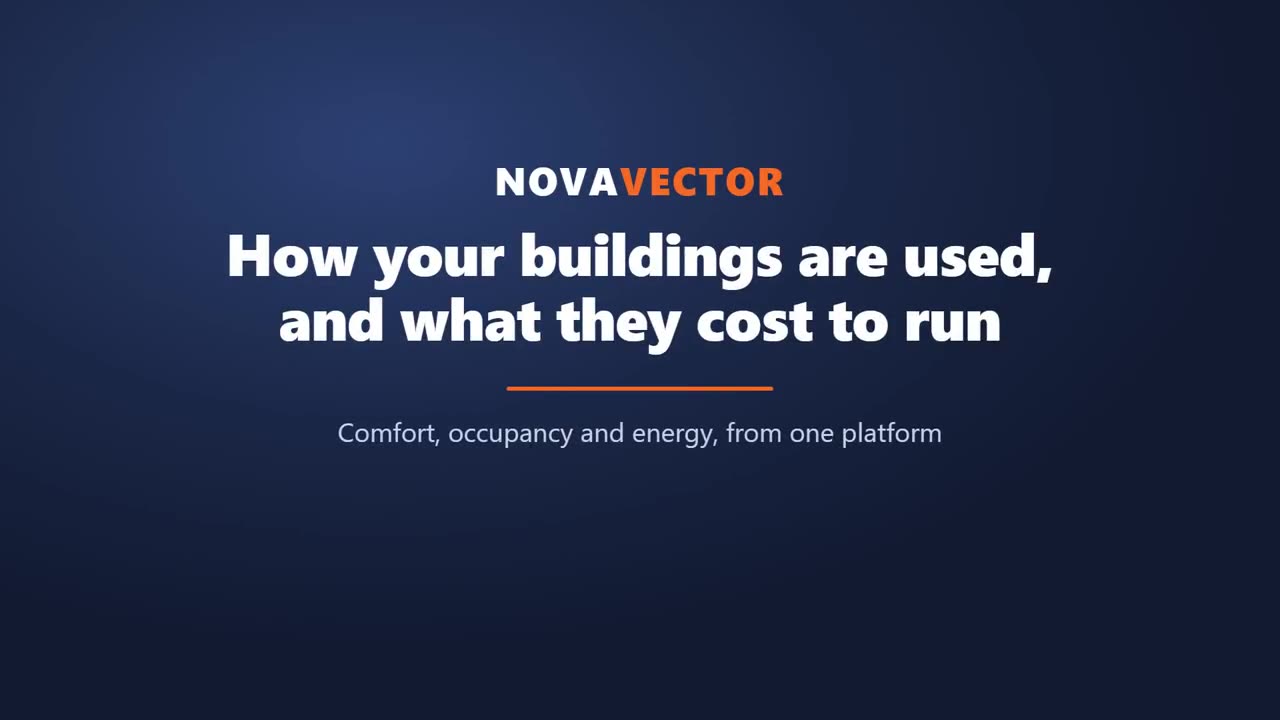 NOVAVECTOR
How your buildings are used,
and what they cost to run
Comfort, occupancy and energy, from one platform